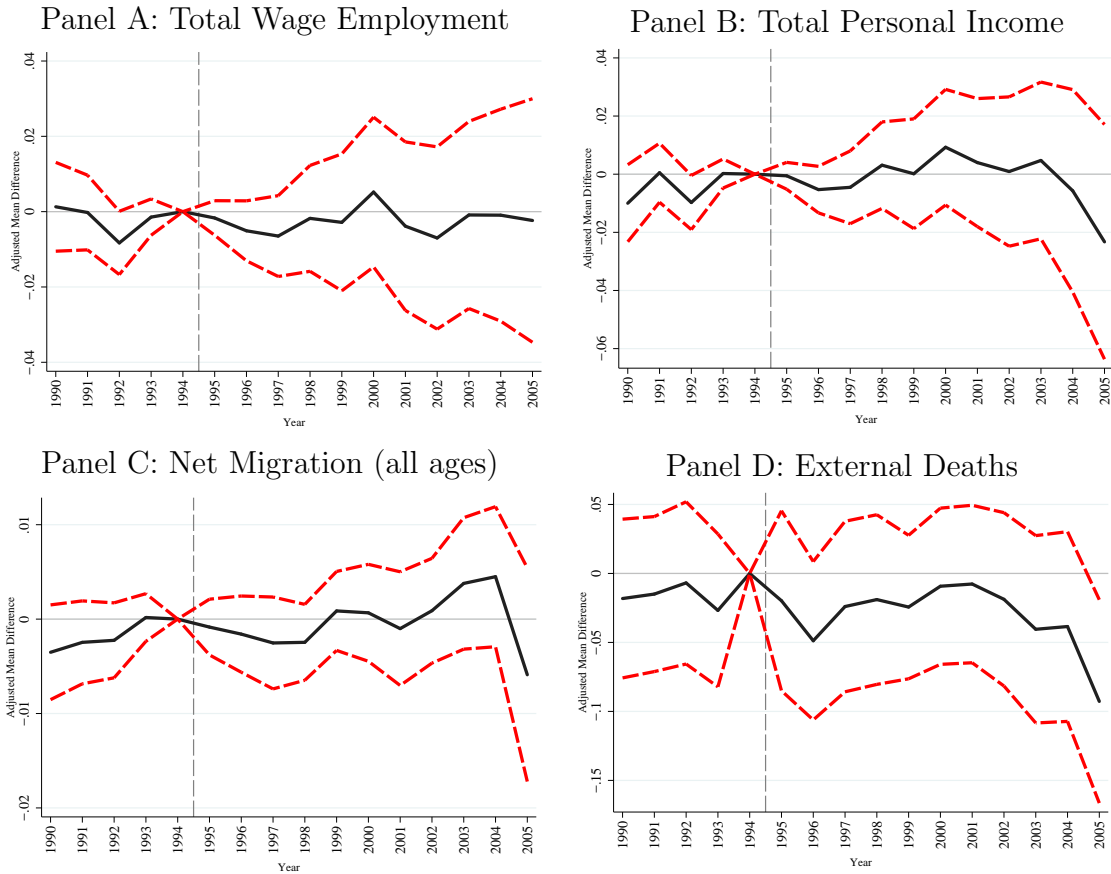 Panel A: Total Wage Employment
Adjusted Mean Difference
.04
.02
0
-.02
-.04
1990 1991 1992 1993 1994 1995 1996 1997 1998 1999 2000 2001 2002 2003 2004 2005
Year
Panel B: Total Personal Income
Adjusted Mean Difference
.04
.02
0
-.02
-.04
-.06
1990 1991 1992 1993 1994 1995 1996 1997 1998 1999 2000 2001 2002 2003 2004 2005
Year
Panel C: Net Migration (all ages)
Adjusted Mean Difference
.01
0
-.01
-.02
1990 1991 1992 1993 1994 1995 1996 1997 1998 1999 2000 2001 2002 2003 2004 2005
Year
Panel D: External Deaths
Adjusted Mean Difference
.05
0
-.05
-.1
-.15
1990 1991 1992 1993 1994 1995 1996 1997 1998 1999 2000 2001 2002 2003 2004 2005
Year